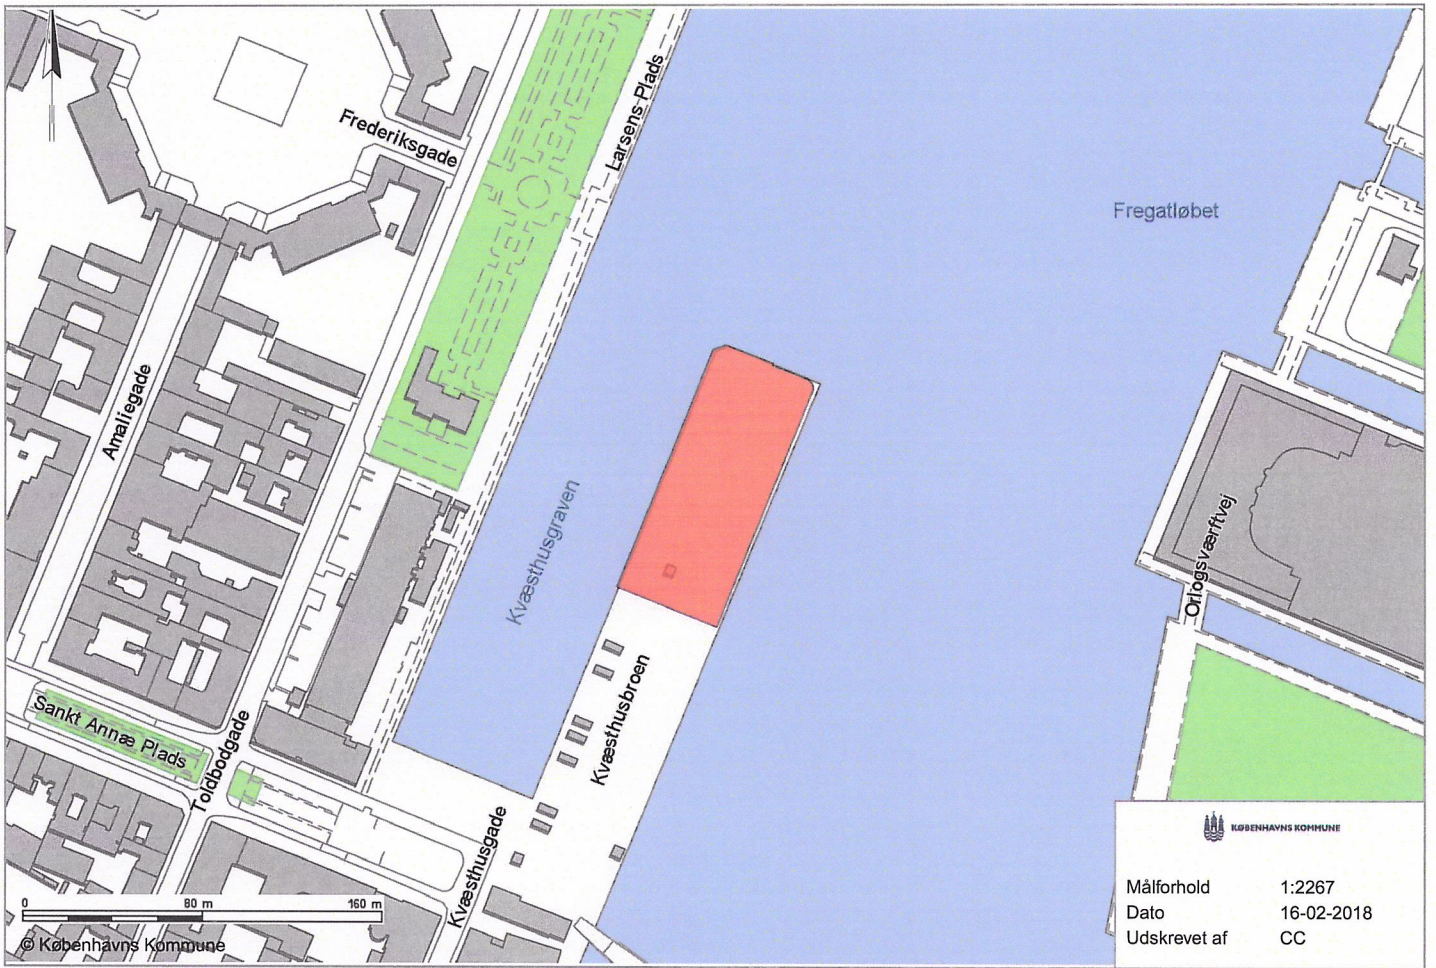 Frederiksgade
Larsens Plads
Fregatløbet
Amaliegade
Kvæsthusgraven
Orlogsværftvej
Sankt Annæ Plads
Toldbodgade
Kvæsthusbroen
Kvæsthusgade
0 80 m 160 m
© Københavns Kommune
KØBENHAVNS KOMMUNE
Målforhold 1:2267
Dato 16-02-2018
Udskrevet af CC